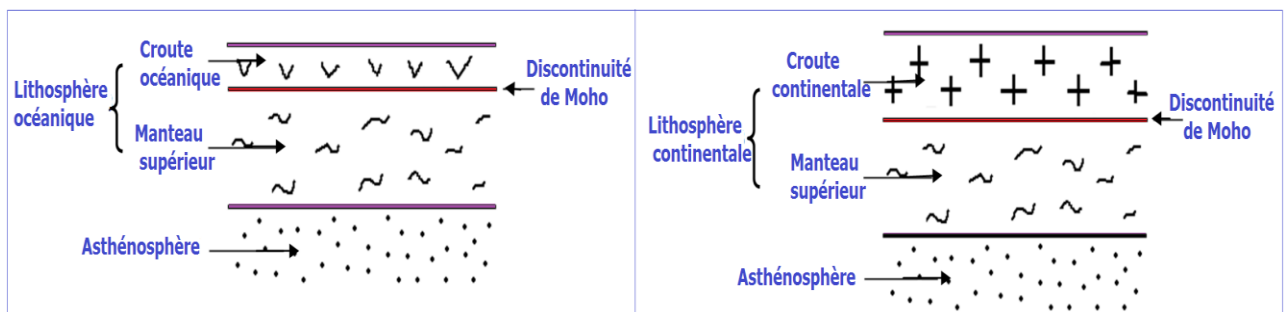 Croute
océanique
Lithosphère
océanique
Discontinuité
de Moho
Manteau
supérieur
Asthénosphère
Croute
continentale
Discontinuité
de Moho
Lithosphère
continentale
Manteau
supérieur
Asthénosphère